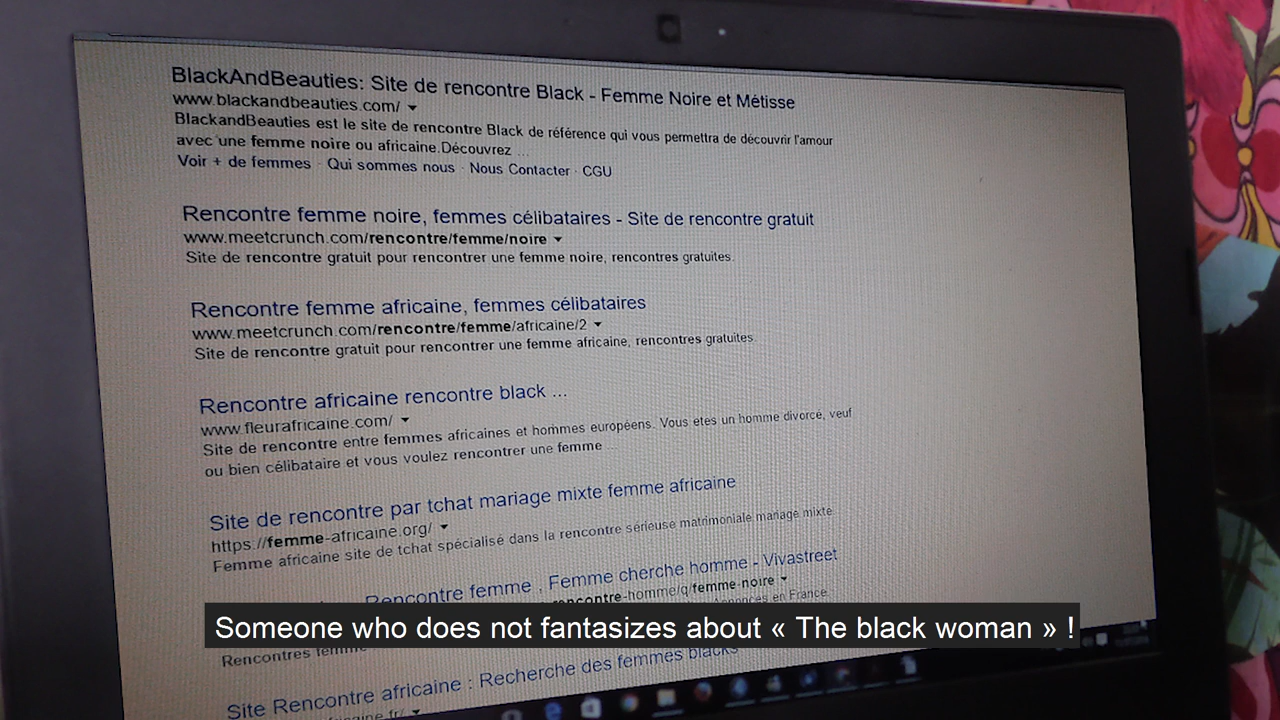 BlackAndBeauties: Site de rencontre Black - Femme Noire et Métisse
www.blackandbeauties.com/
BlackandBeauties est le site de rencontre Black de référence qui vous permettra de découvrir l'amour
avec une femme noire ou africaine.Découvrez ...
Voir + de femmes · Qui sommes nous · Nous Contacter · CGU
Rencontre femme noire, femmes célibataires - Site de rencontre gratuit
www.meetcrunch.com/rencontre/femme/noire
Site de rencontre gratuit pour rencontrer une femme noire, rencontres gratuites.
Rencontre femme africaine, femmes célibataires
www.meetcrunch.com/rencontre/femme/africaine/2
Site de rencontre gratuit pour rencontrer une femme africaine, rencontres gratuites.
Rencontre africaine rencontre black ...
www.fleurafricaine.com/
Site de rencontre entre femmes africaines et hommes européens. Vous etes un homme divorcé, veuf
ou bien célibataire et vous voulez rencontrer une femme ...
Site de rencontre par tchat mariage mixte femme africaine
https://femme-africaine.org/
Femme africaine site de tchat spécialisé dans la rencontre sérieuse matrimoniale mariage mixte.
Rencontre femme , Femme cherche homme - Vivastreet
rencontre-homme/q/femme-noire
Annonces en France.
Someone who does not fantasizes about « The black woman » !
Rencontres femme
Site Rencontre africaine : Recherche des femmes blacks